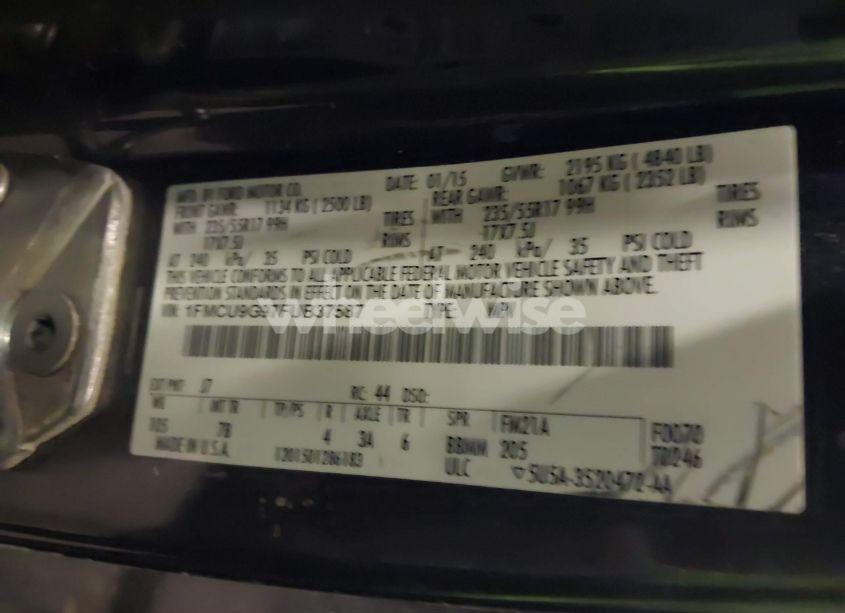 MFD. BY FORD MOTOR CO.
DATE: 01/15 GVWR: 2195 KG ( 4840 LB)
FRONT GAWR: 1134 KG ( 2500 LB) REAR GAWR: 1067 KG ( 2352 LB)
WITH 235/55R17 99H TIRES WITH 235/55R17 99H TIRES
17X7.5J RIMS 17X7.5J RIMS
AT 240 kPa/ 35 PSI COLD AT 240 kPa/ 35 PSI COLD
THIS VEHICLE CONFORMS TO ALL APPLICABLE FEDERAL MOTOR VEHICLE SAFETY AND THEFT
PREVENTION STANDARDS IN EFFECT ON THE DATE OF MANUFACTURE SHOWN ABOVE.
VIN: 1FMCU9G97FUB37587 TYPE: MPV
wheelwise
EXT PNT: J7 RC: 44 DSO:
WB INT TR TP/PS R AXLE TR SPR FM21A F0070
105 7B 4 3A 6 BBMM 205 T0246
MADE IN U.S.A. 1201501286183 ULC 5U5A-3520472-AA